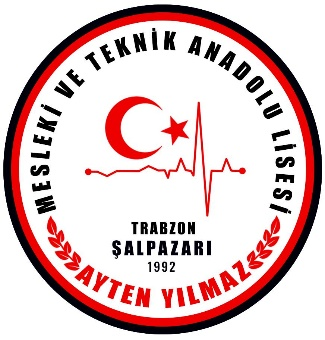 MESLEKİ VE TEKNİK ANADOLU LİSESİ
TRABZON
ŞALPAZARI
1992
AYTEN YILMAZ